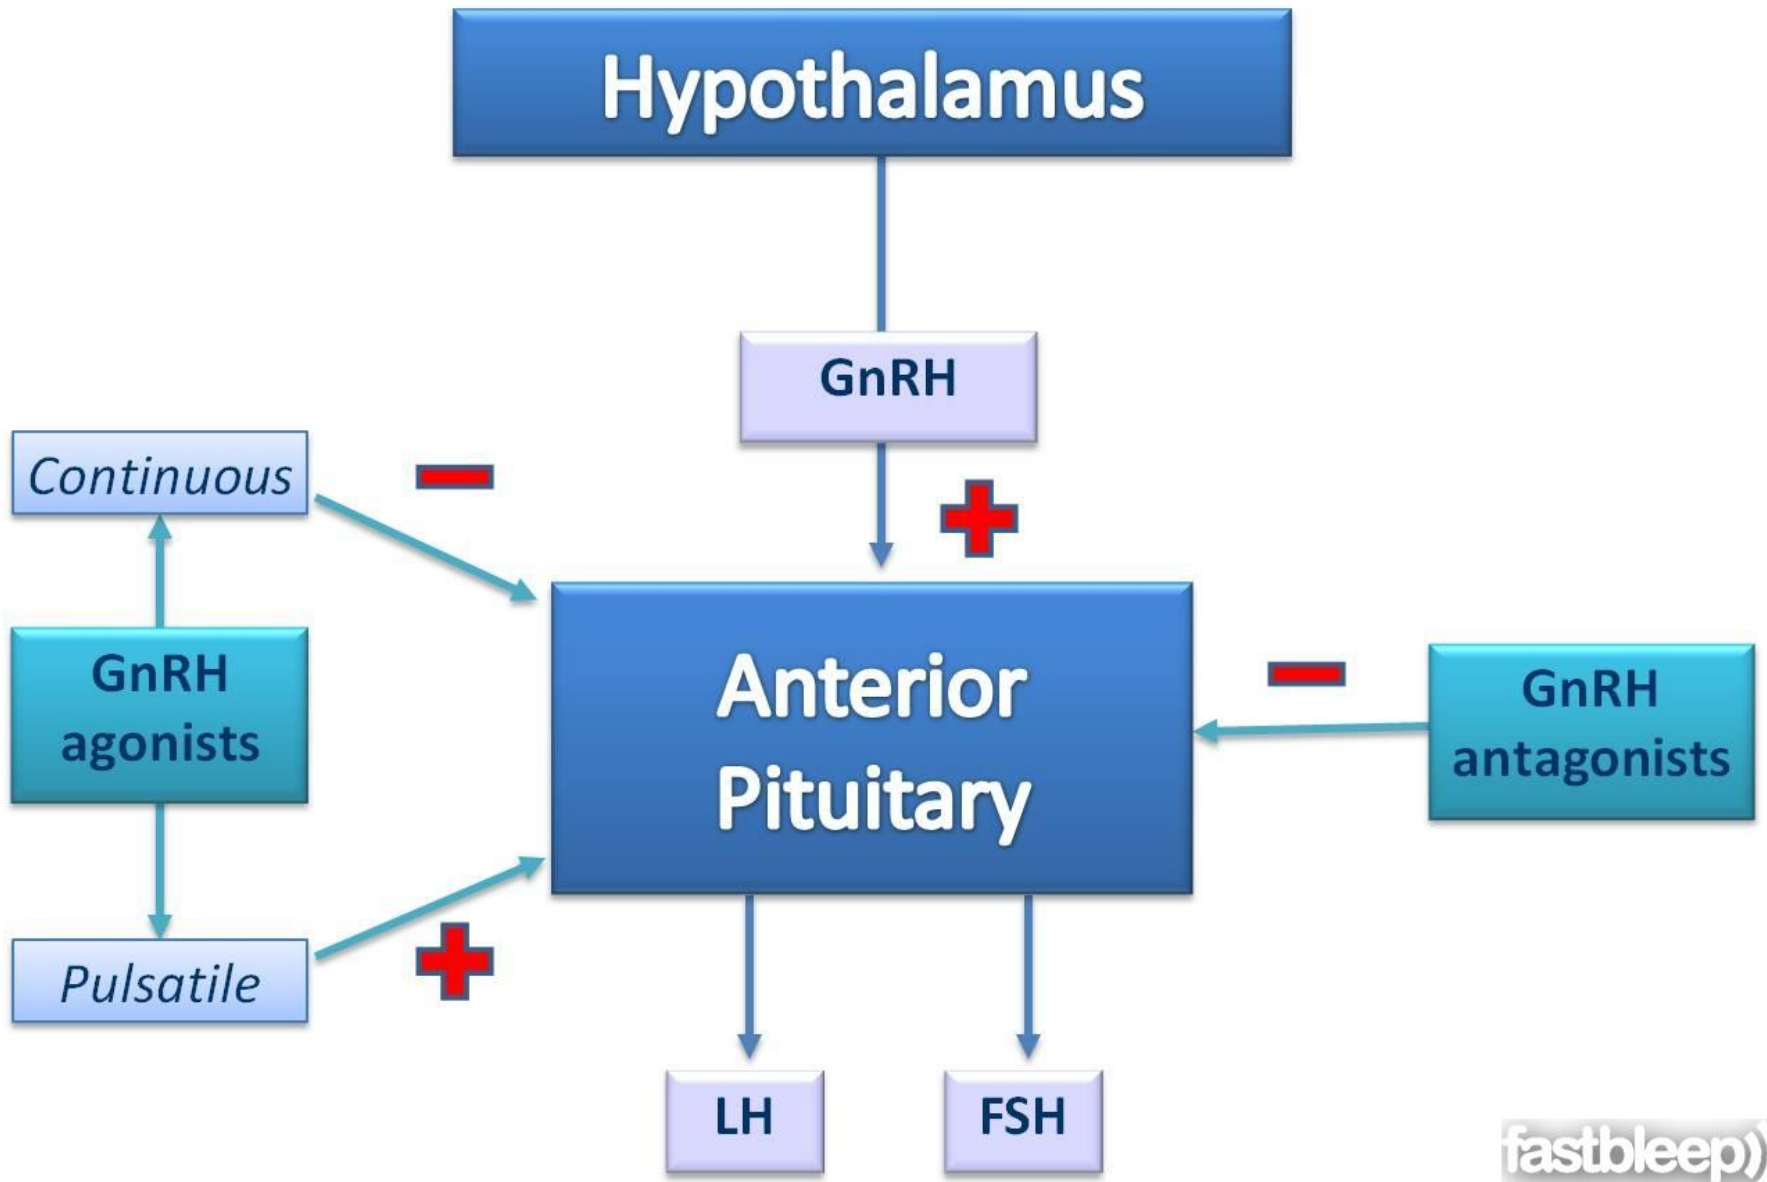 Hypothalamus
GnRH
Continuous
GnRH
agonists
Pulsatile
Anterior
Pituitary
GnRH
antagonists
LH
FSH
fastbleep))